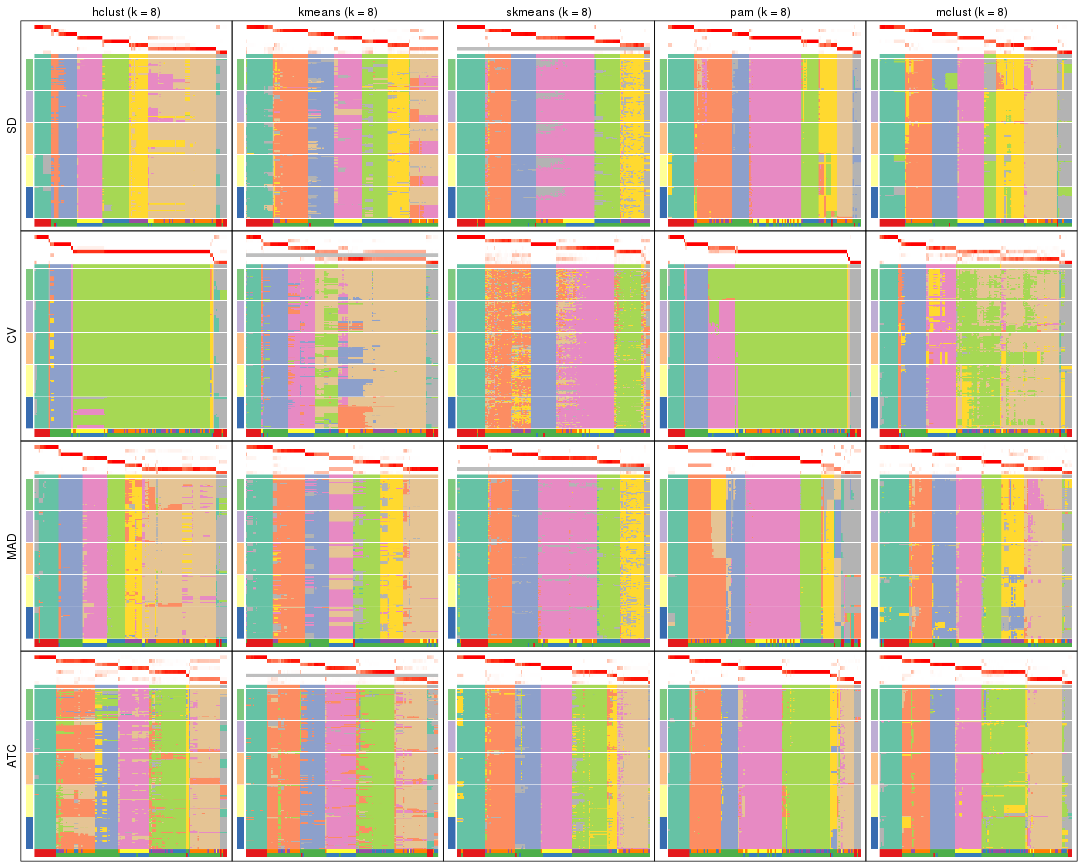 hclust (k = 8) kmeans (k = 8) skmeans (k = 8) pam (k = 8) mclust (k = 8)
SD
CV
MAD
ATC